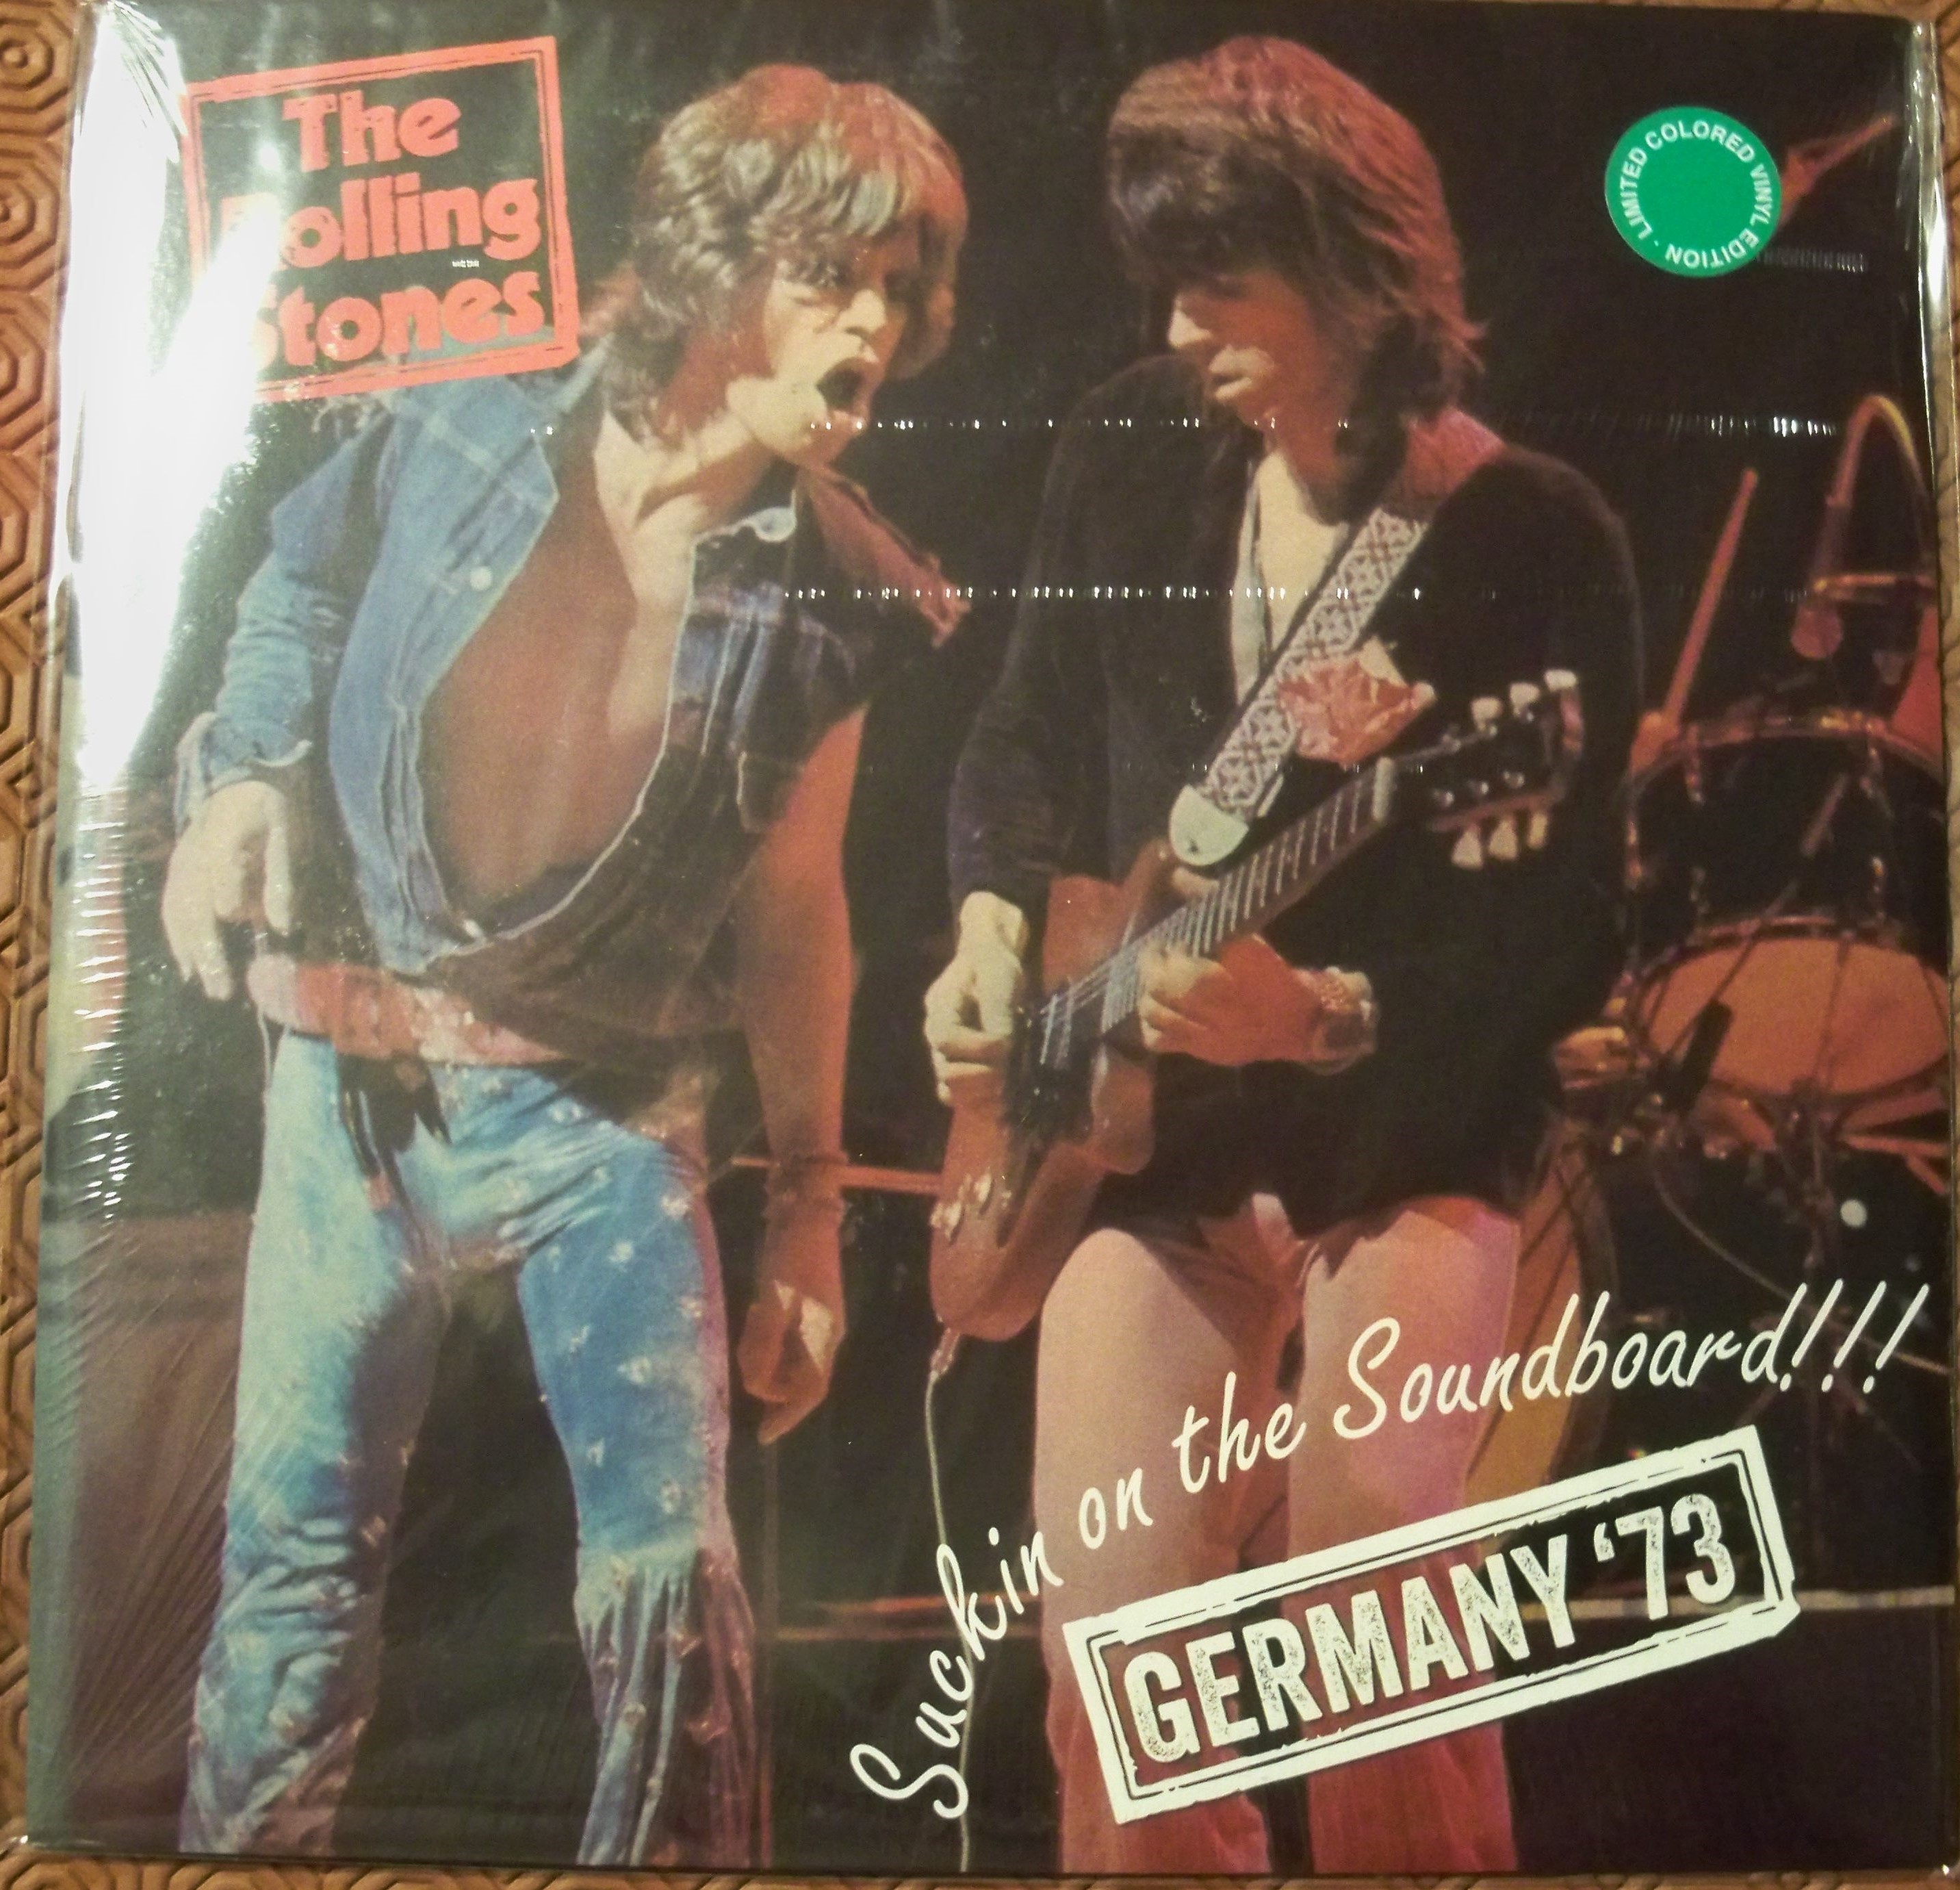 The
Rolling
Stones
LIMITED COLORED VINYL EDITION ·
Suckin on the Soundboard!!!
GERMANY '73